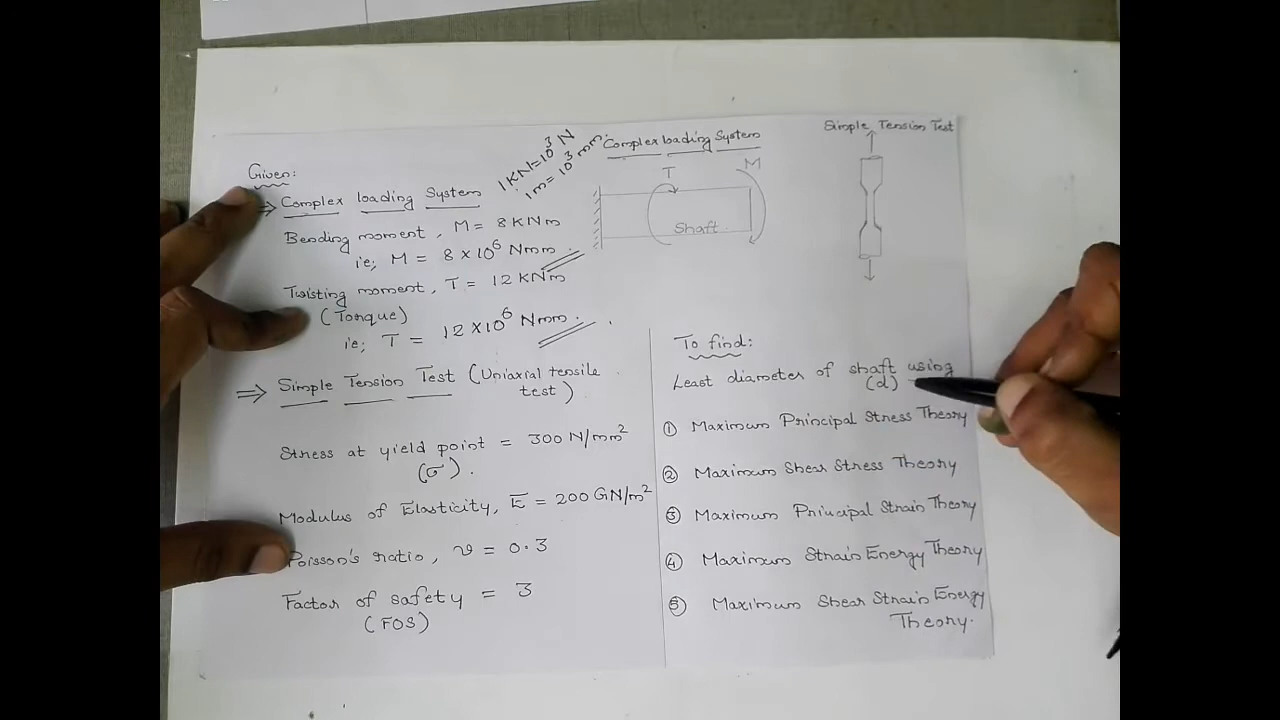 Given:
⇒ Complex loading System
Bending moment, M = 8 KNm
ie; M = 8 × 10⁶ Nmm.
Twisting moment, T = 12 KNm
(Torque)
ie; T = 12 × 10⁶ Nmm.
1 KN = 10³ N
1m = 10³ mm.
⇒ Simple Tension Test (Uniaxial tensile
test)
Stress at yield point = 300 N/mm²
(σ).
Modulus of Elasticity, E = 200 GN/m²
Poisson's ratio, ν = 0.3
Factor of safety = 3
(FOS)
Complex loading System
T
M
Shaft
Simple Tension Test
To find:
Least diameter of shaft using
(d)
① Maximum Principal Stress Theory
② Maximum Shear Stress Theory
③ Maximum Principal Strain Theory
④ Maximum Strain Energy Theory
⑤ Maximum Shear Strain Energy
Theory.